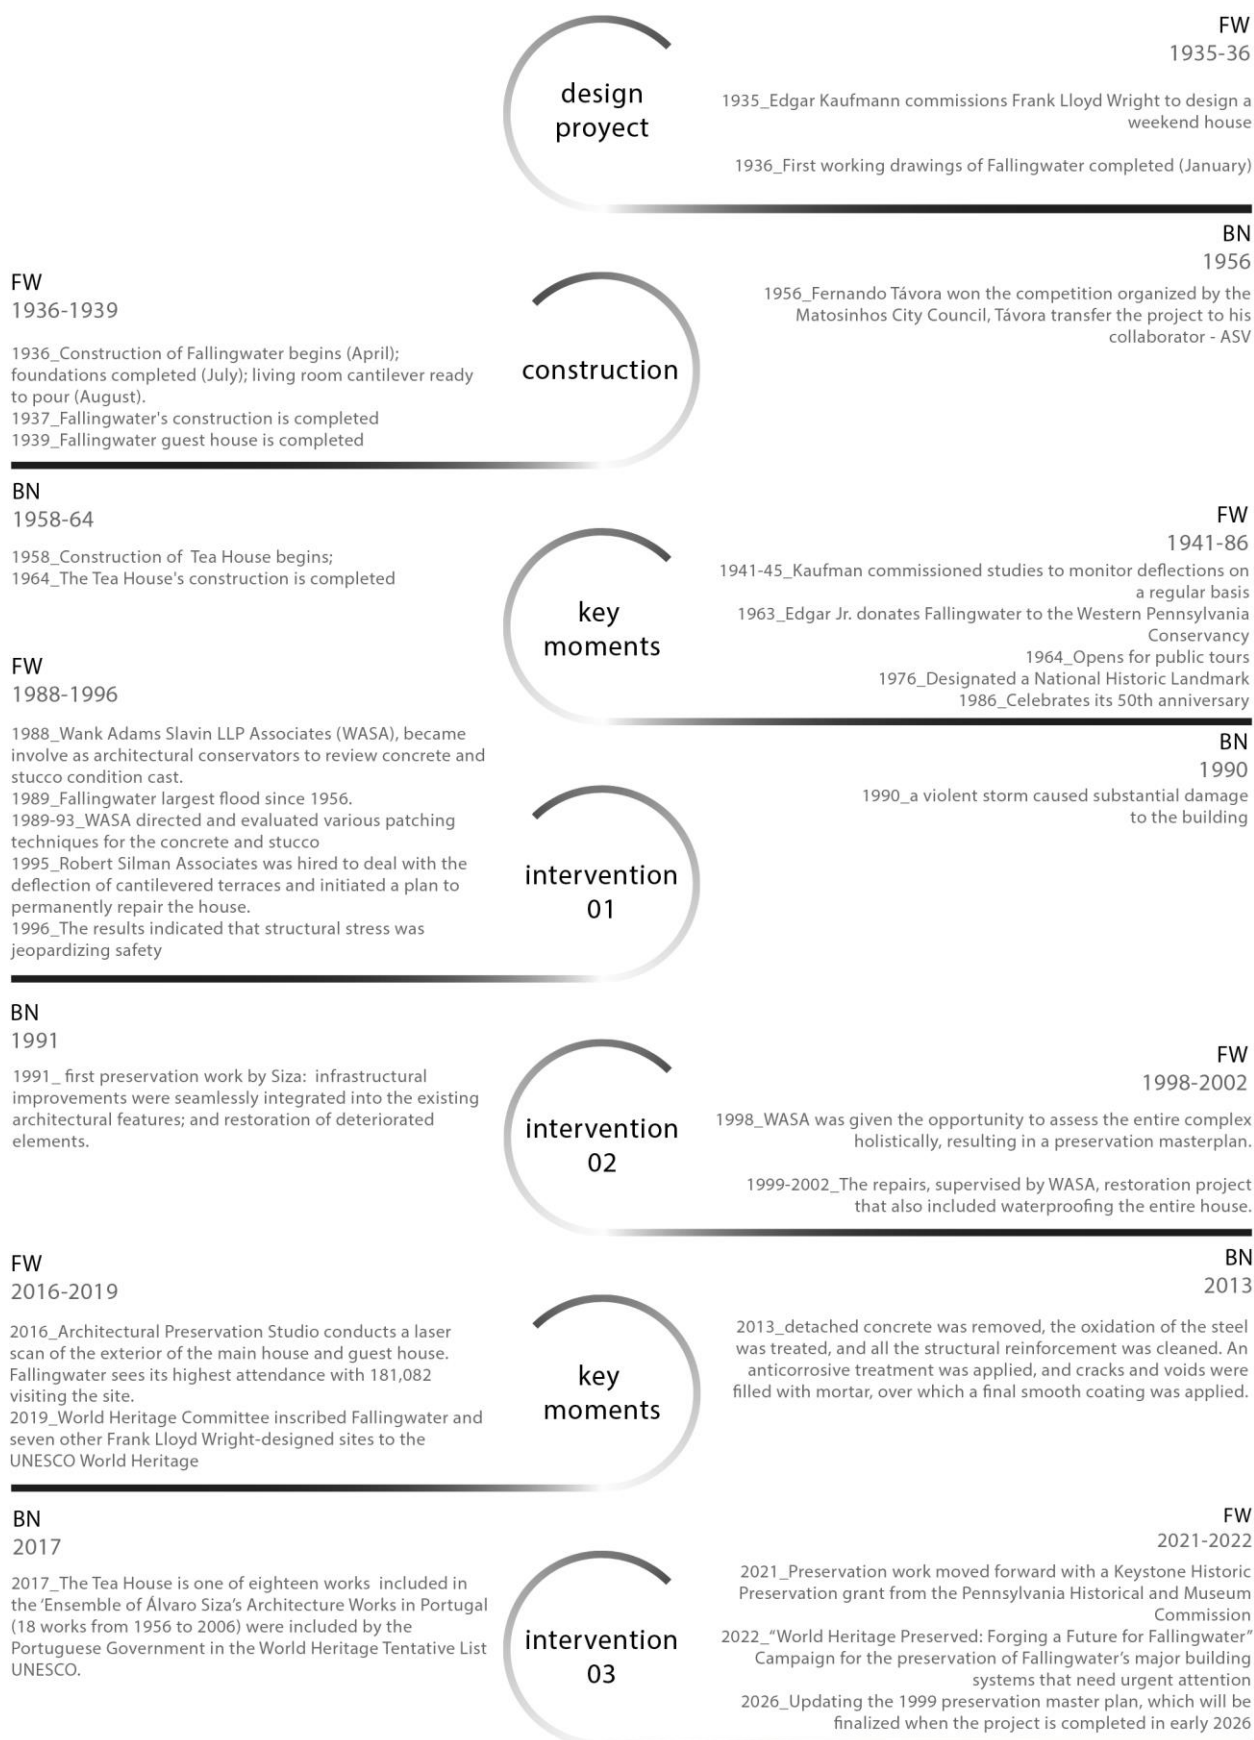 design
proyect
FW
1935-36
1935_Edgar Kaufmann commissions Frank Lloyd Wright to design a
weekend house
1936_First working drawings of Fallingwater completed (January)
BN
1956
1956_Fernando Távora won the competition organized by the
Matosinhos City Council, Távora transfer the project to his
collaborator - ASV
FW
1936-1939
1936_Construction of Fallingwater begins (April);
foundations completed (July); living room cantilever ready
to pour (August).
1937_Fallingwater's construction is completed
1939_Fallingwater guest house is completed
construction
BN
1958-64
1958_Construction of Tea House begins;
1964_The Tea House's construction is completed
key
moments
FW
1941-86
1941-45_Kaufman commissioned studies to monitor deflections on
a regular basis
1963_Edgar Jr. donates Fallingwater to the Western Pennsylvania
Conservancy
1964_Opens for public tours
1976_Designated a National Historic Landmark
1986_Celebrates its 50th anniversary
BN
1990
1990_a violent storm caused substantial damage
to the building
FW
1988-1996
1988_Wank Adams Slavin LLP Associates (WASA), became
involve as architectural conservators to review concrete and
stucco condition cast.
1989_Fallingwater largest flood since 1956.
1989-93_WASA directed and evaluated various patching
techniques for the concrete and stucco
1995_Robert Silman Associates was hired to deal with the
deflection of cantilevered terraces and initiated a plan to
permanently repair the house.
1996_The results indicated that structural stress was
jeopardizing safety
intervention
01
BN
1991
1991_ first preservation work by Siza: infrastructural
improvements were seamlessly integrated into the existing
architectural features; and restoration of deteriorated
elements.
intervention
02
FW
1998-2002
1998_WASA was given the opportunity to assess the entire complex
holistically, resulting in a preservation masterplan.
1999-2002_The repairs, supervised by WASA, restoration project
that also included waterproofing the entire house.
BN
2013
2013_detached concrete was removed, the oxidation of the steel
was treated, and all the structural reinforcement was cleaned. An
anticorrosive treatment was applied, and cracks and voids were
filled with mortar, over which a final smooth coating was applied.
FW
2016-2019
2016_Architectural Preservation Studio conducts a laser
scan of the exterior of the main house and guest house.
Fallingwater sees its highest attendance with 181,082
visiting the site.
2019_World Heritage Committee inscribed Fallingwater and
seven other Frank Lloyd Wright-designed sites to the
UNESCO World Heritage
key
moments
BN
2017
2017_The Tea House is one of eighteen works included in
the ‘Ensemble of Álvaro Siza’s Architecture Works in Portugal
(18 works from 1956 to 2006) were included by the
Portuguese Government in the World Heritage Tentative List
UNESCO.
intervention
03
FW
2021-2022
2021_Preservation work moved forward with a Keystone Historic
Preservation grant from the Pennsylvania Historical and Museum
Commission
2022_“World Heritage Preserved: Forging a Future for Fallingwater”
Campaign for the preservation of Fallingwater’s major building
systems that need urgent attention
2026_Updating the 1999 preservation master plan, which will be
finalized when the project is completed in early 2026